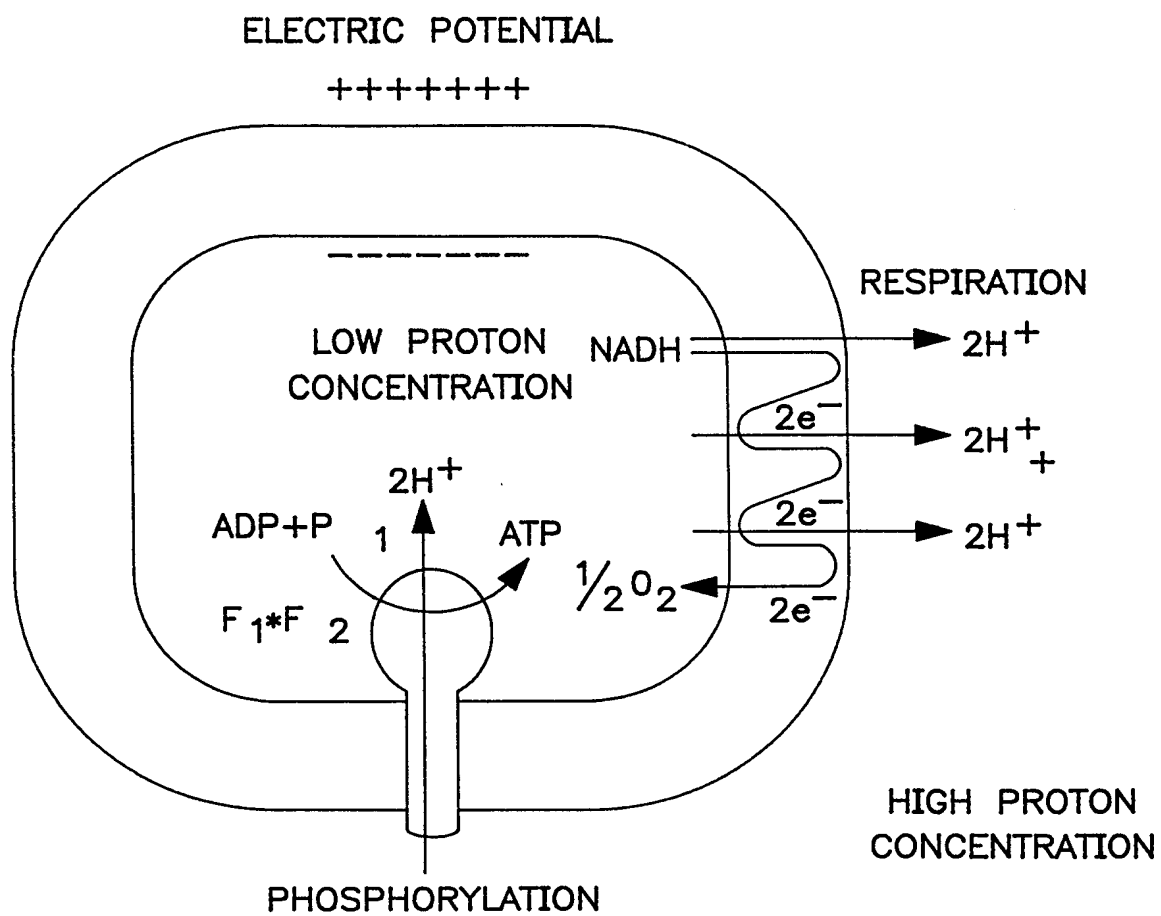 ELECTRIC POTENTIAL
+++++++
−−−−−−−
RESPIRATION
LOW PROTON
CONCENTRATION
NADH
2H⁺
2e⁻
2H⁺
+
2H⁺
2e⁻
2H⁺
ADP+P
1
ATP
½O₂
2e⁻
F₁*F 2
HIGH PROTON
CONCENTRATION
PHOSPHORYLATION